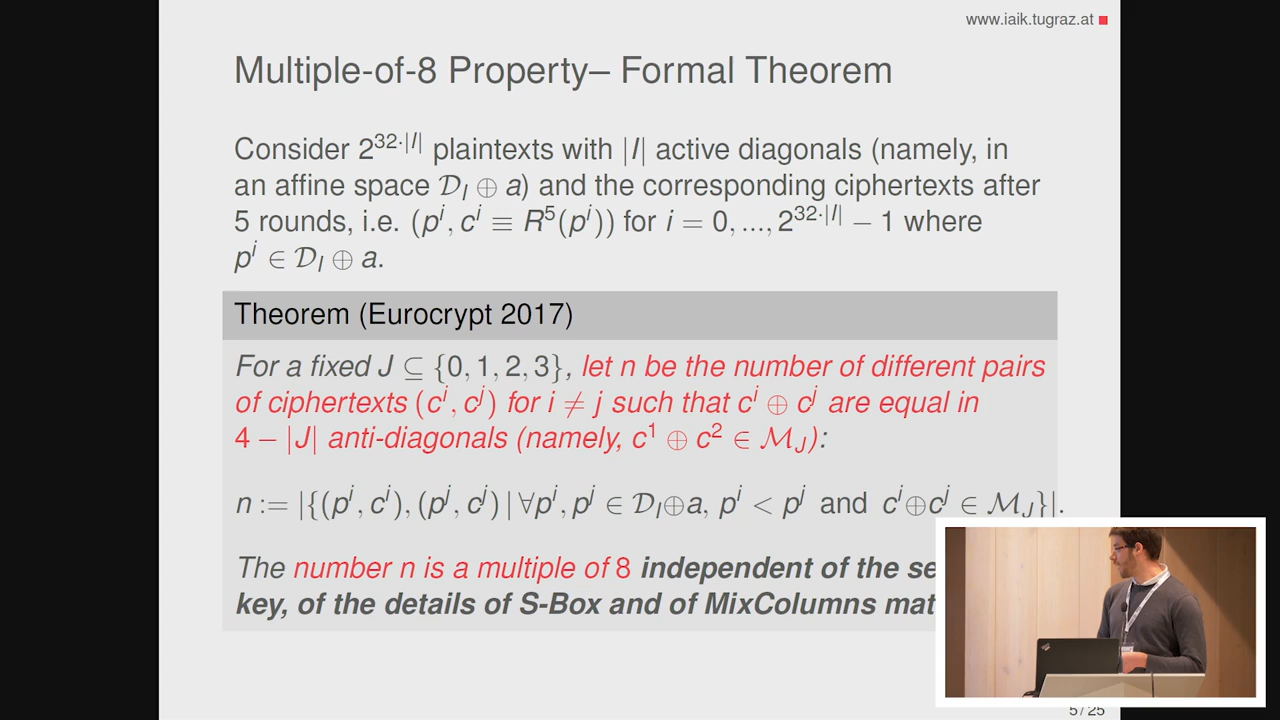 www.iaik.tugraz.at
Multiple-of-8 Property– Formal Theorem
Consider 2^{32·|I|} plaintexts with |I| active diagonals (namely, in
an affine space 𝒟_I ⊕ a) and the corresponding ciphertexts after
5 rounds, i.e. (p^i, c^i ≡ R^5(p^i)) for i = 0, ..., 2^{32·|I|} − 1 where
p^i ∈ 𝒟_I ⊕ a.
Theorem (Eurocrypt 2017)
For a fixed J ⊆ {0, 1, 2, 3}, let n be the number of different pairs
of ciphertexts (c^i, c^j) for i ≠ j such that c^i ⊕ c^j are equal in
4 − |J| anti-diagonals (namely, c^1 ⊕ c^2 ∈ ℳ_J):
n := |{(p^i, c^i), (p^j, c^j) | ∀p^i, p^j ∈ 𝒟_I⊕a, p^i < p^j and c^i⊕c^j ∈ ℳ_J}|.
The number n is a multiple of 8 independent of the
key, of the details of S-Box and of MixColumns
5 / 25